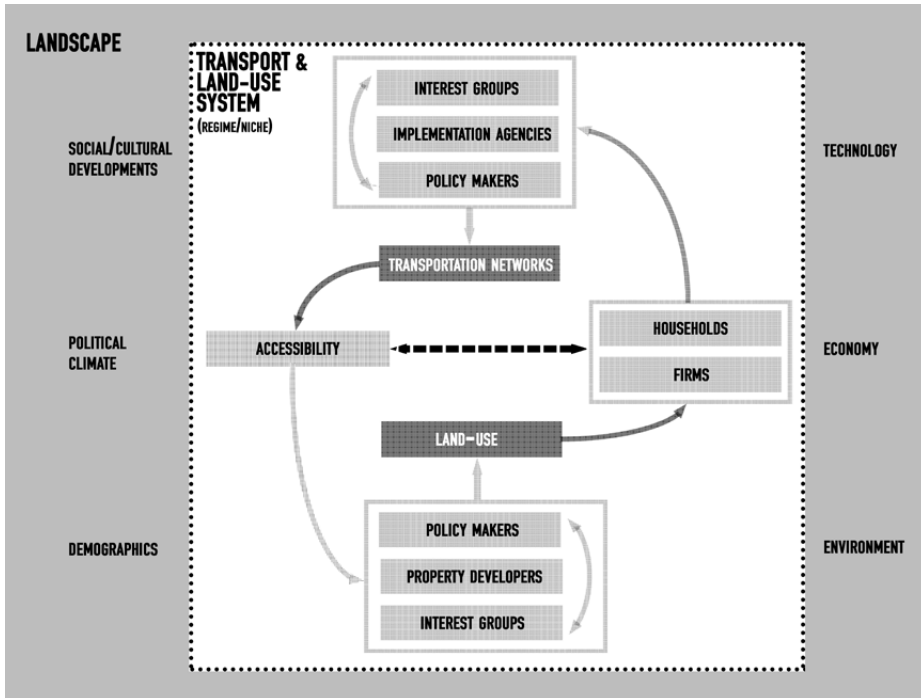 LANDSCAPE
TRANSPORT &
LAND-USE
SYSTEM
(REGIME/NICHE)
INTEREST GROUPS
IMPLEMENTATION AGENCIES
POLICY MAKERS
SOCIAL/CULTURAL
DEVELOPMENTS
TECHNOLOGY
TRANSPORTATION NETWORKS
HOUSEHOLDS
FIRMS
POLITICAL
CLIMATE
ACCESSIBILITY
ECONOMY
LAND-USE
POLICY MAKERS
PROPERTY DEVELOPERS
INTEREST GROUPS
DEMOGRAPHICS
ENVIRONMENT